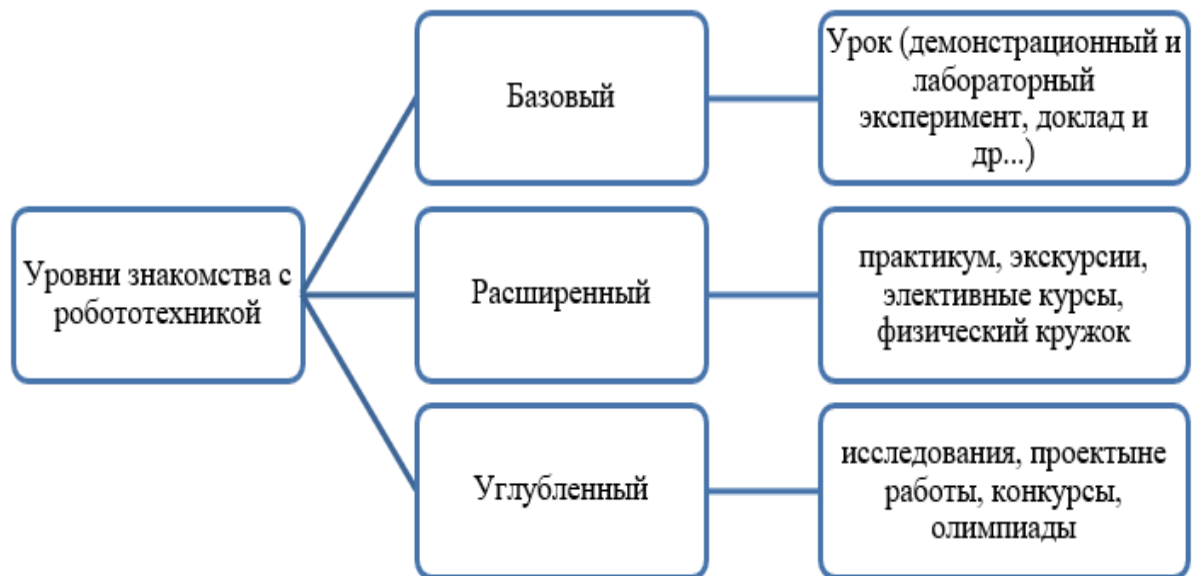 Уровни знакомства с
робототехникой
Базовый
Урок (демонстрационный и
лабораторный
эксперимент, доклад и
др...)
Расширенный
практикум, экскурсии,
элективные курсы,
физический кружок
Углубленный
исследования, проектыне
работы, конкурсы,
олимпиады